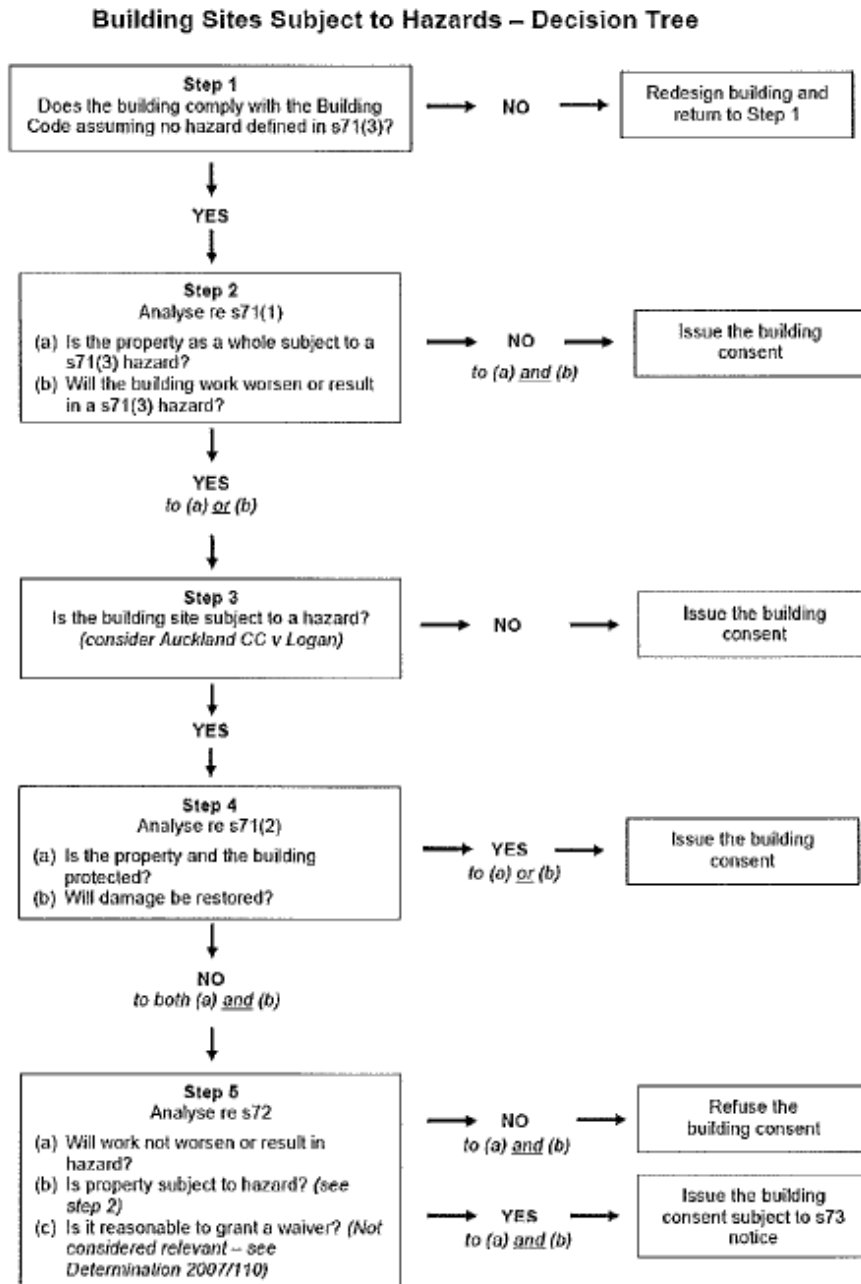 Building Sites Subject to Hazards – Decision Tree
Step 1
Does the building comply with the Building
Code assuming no hazard defined in s71(3)?
NO
Redesign building and
return to Step 1
YES
Step 2
Analyse re s71(1)
(a) Is the property as a whole subject to a
s71(3) hazard?
(b) Will the building work worsen or result
in a s71(3) hazard?
NO
to (a) and (b)
Issue the building
consent
YES
to (a) or (b)
Step 3
Is the building site subject to a hazard?
(consider Auckland CC v Logan)
NO
Issue the building
consent
YES
Step 4
Analyse re s71(2)
(a) Is the property and the building
protected?
(b) Will damage be restored?
YES
to (a) or (b)
Issue the building
consent
NO
to both (a) and (b)
Step 5
Analyse re s72
(a) Will work not worsen or result in
hazard?
(b) Is property subject to hazard? (see
step 2)
(c) Is it reasonable to grant a waiver? (Not
considered relevant – see
Determination 2007/110)
NO
to (a) and (b)
Refuse the
building consent
YES
to (a) and (b)
Issue the building
consent subject to s73
notice